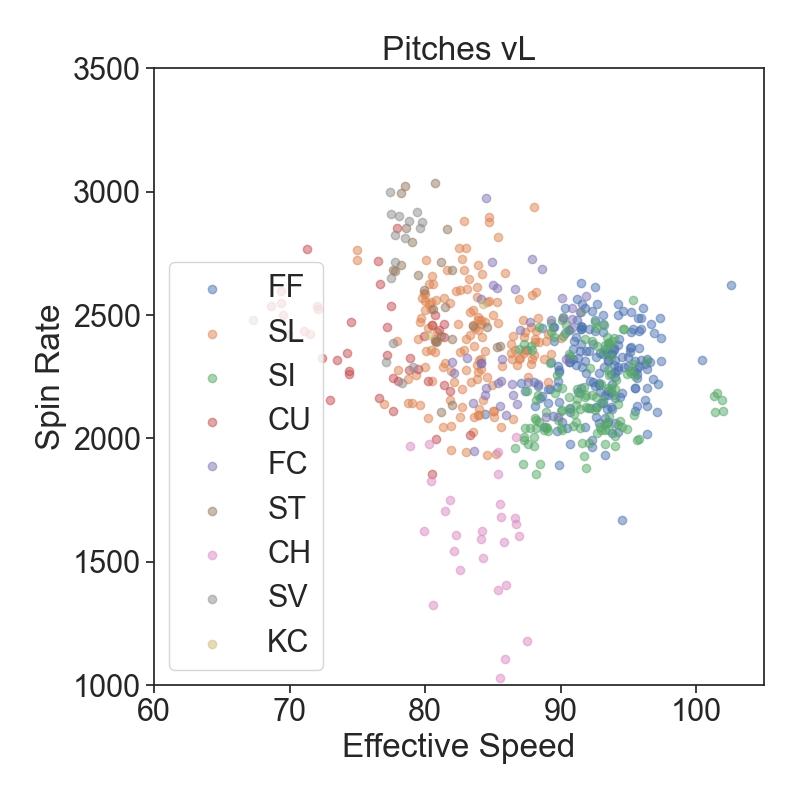 Pitches vL
3500
3000
2500
2000
1500
1000
Spin Rate
FF
SL
SI
CU
FC
ST
CH
SV
KC
60 70 80 90 100
Effective Speed